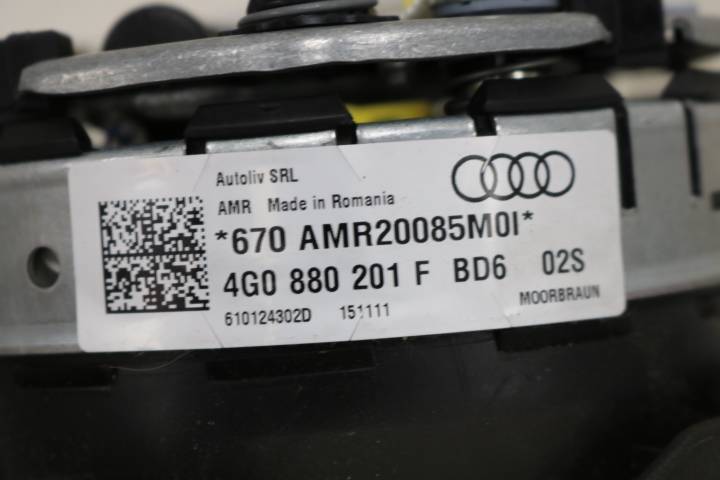 Autoliv SRL
AMR Made in Romania
*670 AMR20085M0I*
4G0 880 201 F BD6 02S
610124302D 151111 MOORBRAUN